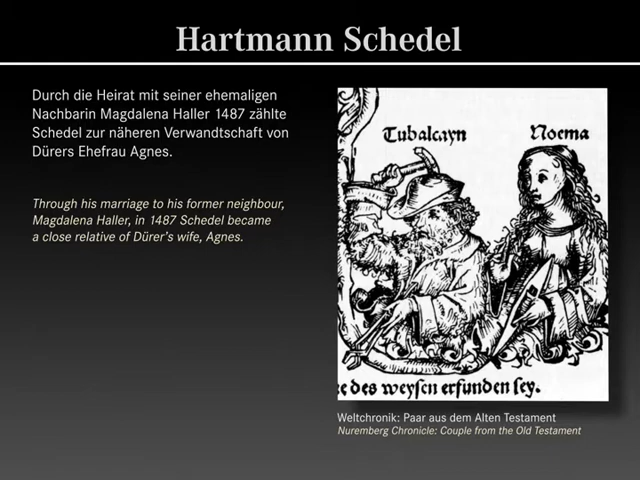 Hartmann Schedel
Durch die Heirat mit seiner ehemaligen
Nachbarin Magdalena Haller 1487 zählte
Schedel zur näheren Verwandtschaft von
Dürers Ehefrau Agnes.
Through his marriage to his former neighbour,
Magdalena Haller, in 1487 Schedel became
a close relative of Dürer's wife, Agnes.
Tubalcayn Noema
des weysen erfunden sey.
Weltchronik: Paar aus dem Alten Testament
Nuremberg Chronicle: Couple from the Old Testament